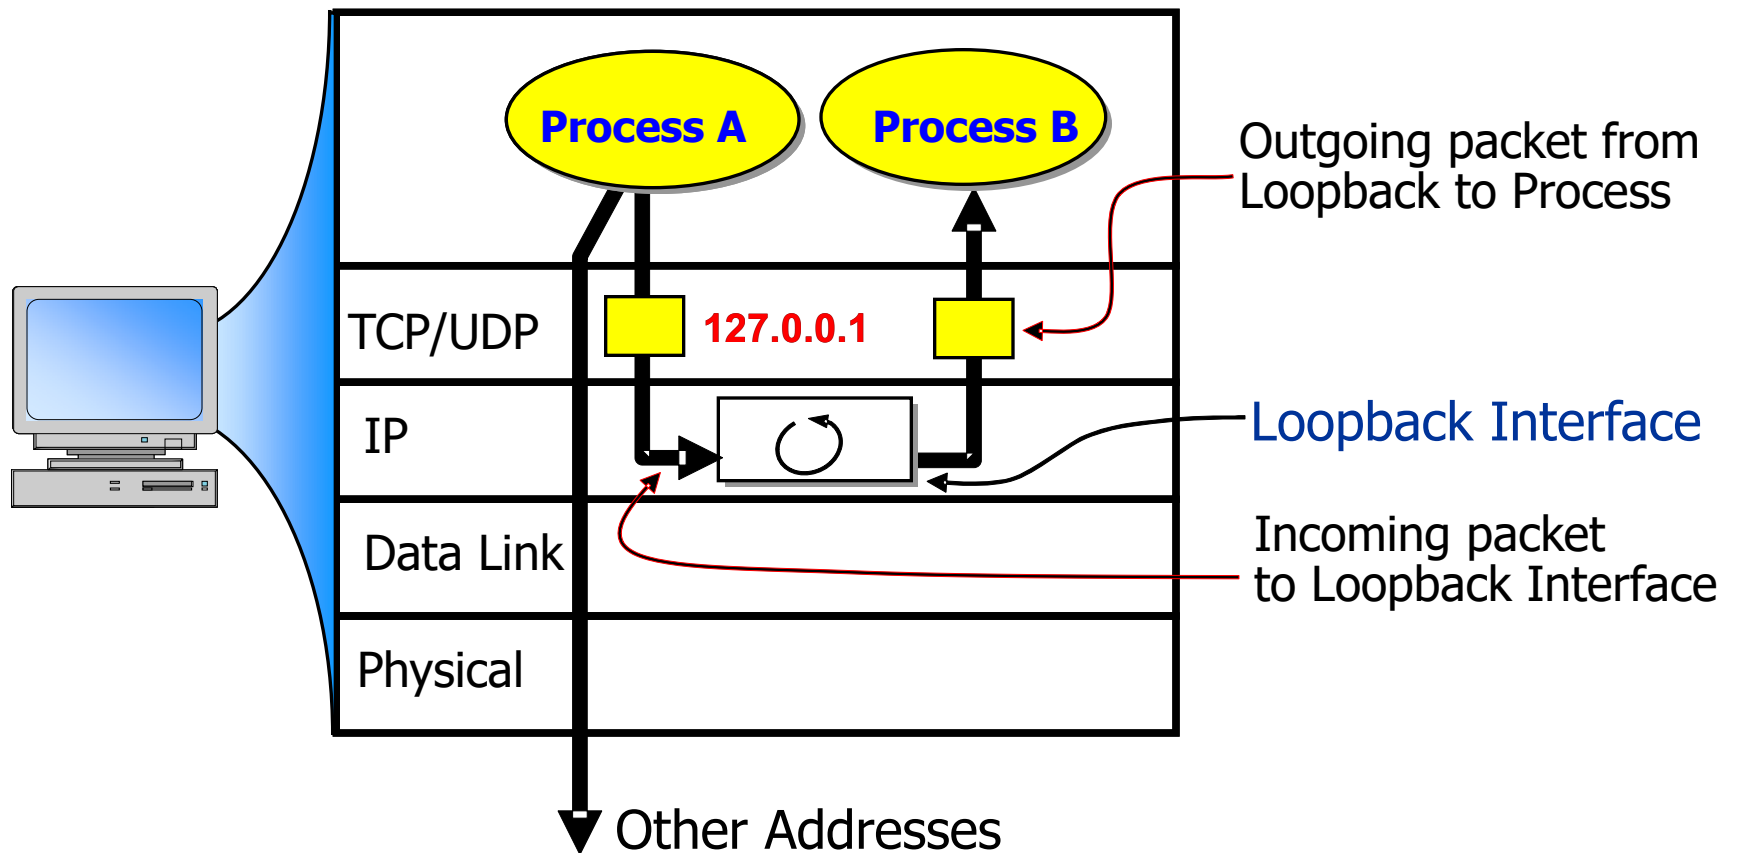 Process A
Process B
Outgoing packet from
Loopback to Process
TCP/UDP
127.0.0.1
IP
Loopback Interface
Data Link
Incoming packet
to Loopback Interface
Physical
Other Addresses